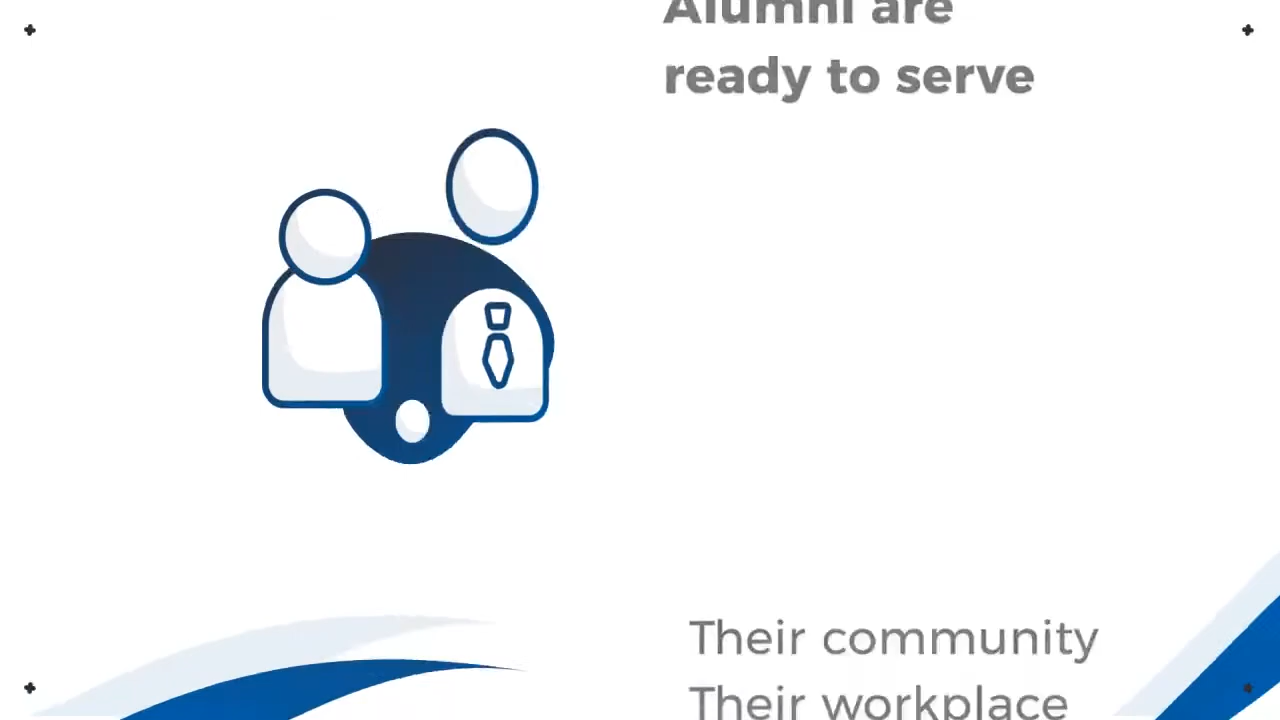 Alumni are
ready to serve
Their community
Their workplace